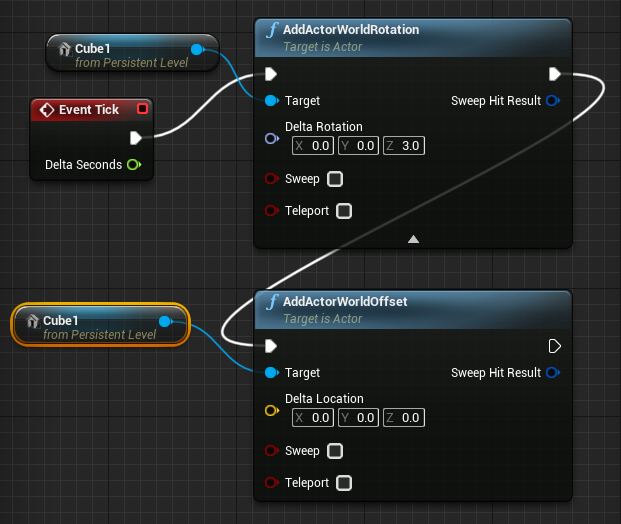 Cube1
from Persistent Level
Event Tick
Delta Seconds
f AddActorWorldRotation
Target is Actor
Target Sweep Hit Result
Delta Rotation
X 0.0 Y 0.0 Z 3.0
Sweep
Teleport
Cube1
from Persistent Level
f AddActorWorldOffset
Target is Actor
Target Sweep Hit Result
Delta Location
X 0.0 Y 0.0 Z 0.0
Sweep
Teleport